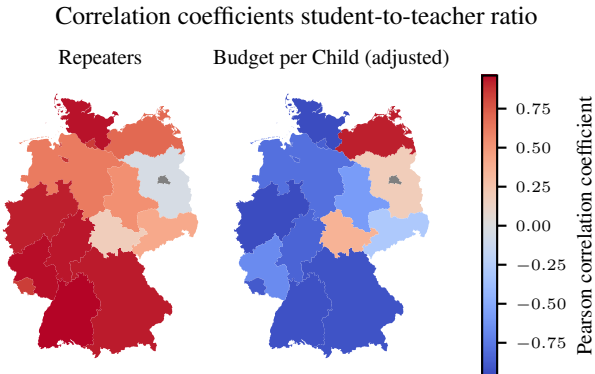 Correlation coefficients student-to-teacher ratio
Repeaters
Budget per Child (adjusted)
0.75
0.50
0.25
0.00
−0.25
−0.50
−0.75
Pearson correlation coefficient